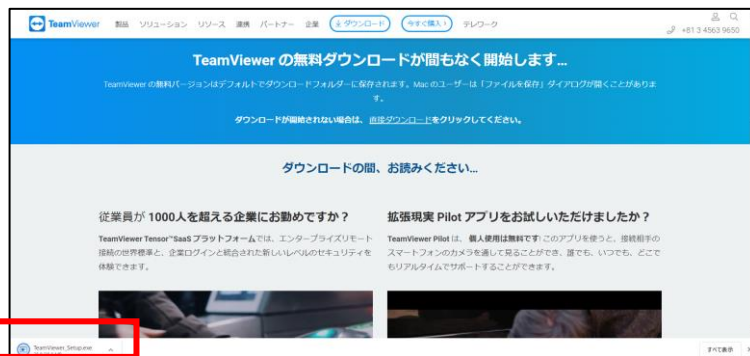 TeamViewer 製品 ソリューション リソース 連携 パートナー 企業 ダウンロード 今すぐ購入 テレワーク
+81 3 4563 9650
TeamViewer の無料ダウンロードが間もなく開始します...
TeamViewer の無料バージョンはデフォルトでダウンロードフォルダーに保存されます。Mac のユーザーは「ファイルを保存」ダイアログが開くことがありま
す。
ダウンロードが開始されない場合は、直接ダウンロードをクリックしてください。
ダウンロードの間、お読みください...
従業員が 1000人を超える企業にお勤めですか？
TeamViewer Tensor™SaaS プラットフォームでは、エンタープライズリモート
接続の世界標準と、企業ログインと統合された新しいレベルのセキュリティを
体験できます。
拡張現実 Pilot アプリをお試しいただけましたか？
TeamViewer Pilot は、個人使用は無料です! このアプリを使うと、接続相手の
スマートフォンのカメラを通して見ることができ、誰でも、いつでも、どこで
もリアルタイムでサポートすることができます。
TeamViewer_Setup.exe
すべて表示